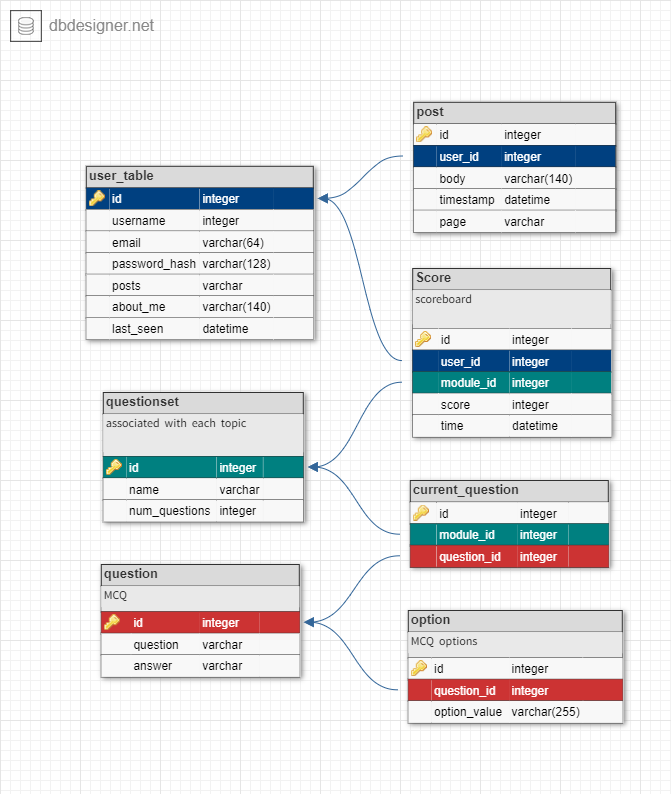 dbdesigner.net
post
id integer
user_id integer
body varchar(140)
timestamp datetime
page varchar
user_table
id integer
username integer
email varchar(64)
password_hash varchar(128)
posts varchar
about_me varchar(140)
last_seen datetime
Score
scoreboard
id integer
user_id integer
module_id integer
score integer
time datetime
questionset
associated with each topic
id integer
name varchar
num_questions integer
current_question
id integer
module_id integer
question_id integer
question
MCQ
id integer
question varchar
answer varchar
option
MCQ options
id integer
question_id integer
option_value varchar(255)